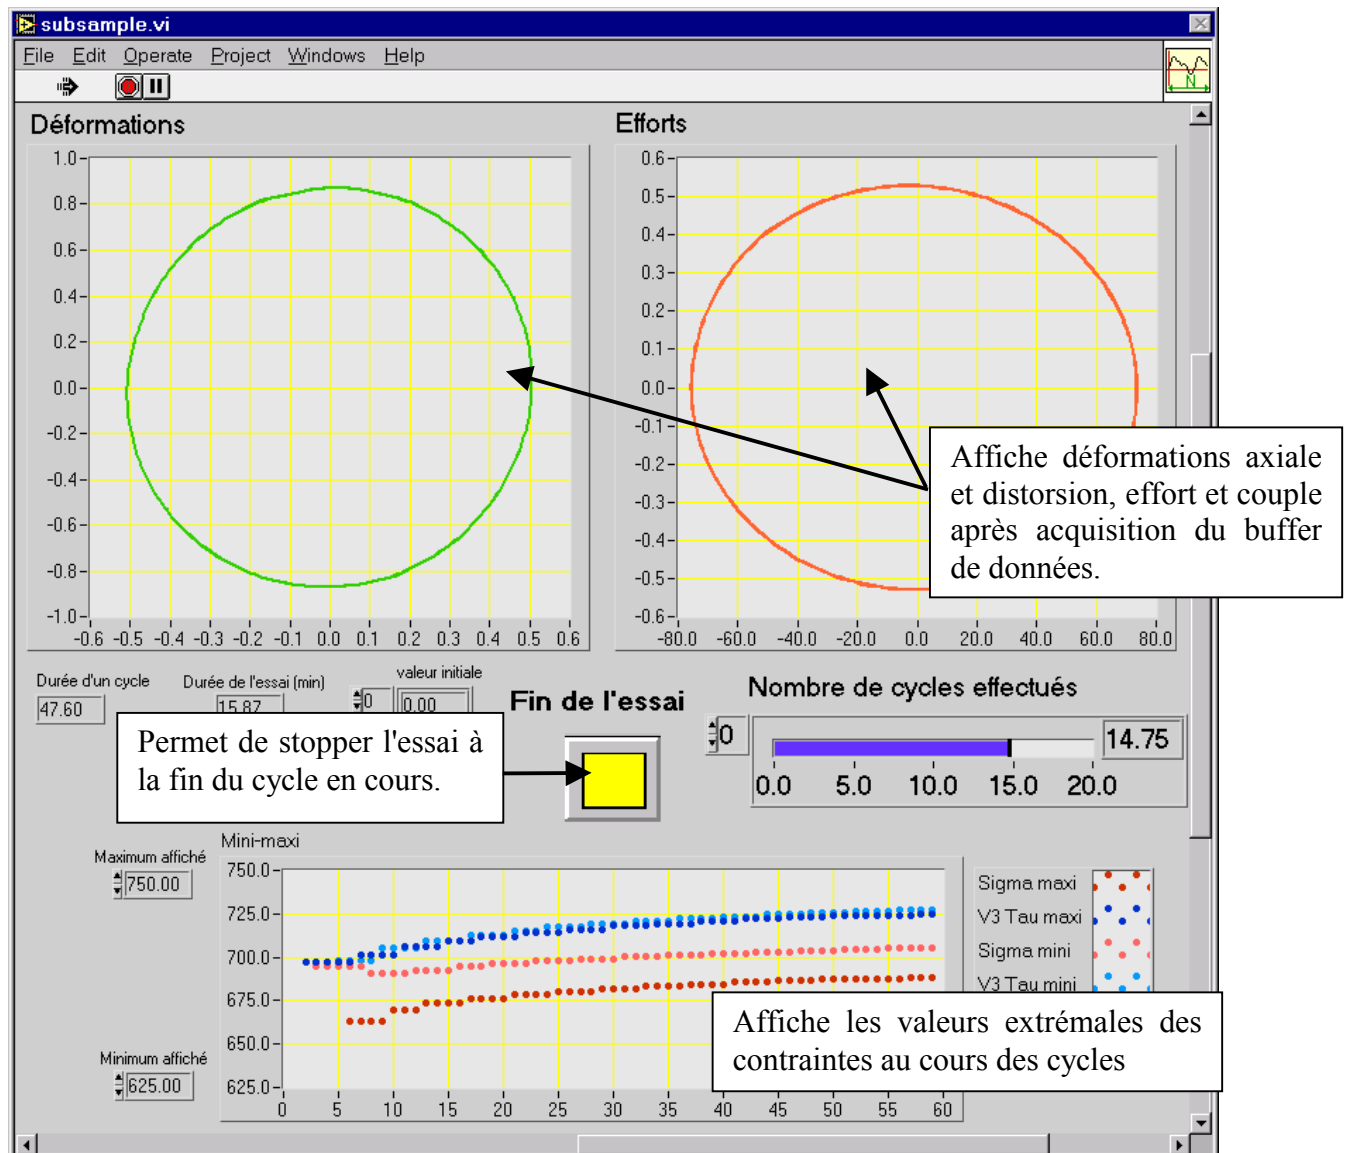 subsample.vi
File Edit Operate Project Windows Help
N
Déformations
1.0
0.8
0.6
0.4
0.2
0.0
-0.2
-0.4
-0.6
-0.8
-1.0
-0.6 -0.5 -0.4 -0.3 -0.2 -0.1 0.0 0.1 0.2 0.3 0.4 0.5 0.6
Efforts
0.6
0.5
0.4
0.3
0.2
0.1
0.0
-0.1
-0.2
-0.3
-0.4
-0.5
-0.6
-80.0 -60.0 -40.0 -20.0 0.0 20.0 40.0 60.0 80.0
Affiche déformations axiale
et distorsion, effort et couple
après acquisition du buffer
de données.
Durée d'un cycle
47.60
Durée de l'essai (min)
15.87
valeur initiale
0
0.00
Fin de l'essai
Permet de stopper l'essai à
la fin du cycle en cours.
Nombre de cycles effectués
0
14.75
0.0 5.0 10.0 15.0 20.0
Mini-maxi
Maximum affiché
750.00
Minimum affiché
625.00
750.0
725.0
700.0
675.0
650.0
625.0
0 5 10 15 20 25 30 35 40 45 50 55 60
Sigma maxi
V3 Tau maxi
Sigma mini
V3 Tau mini
Affiche les valeurs extrémales des
contraintes au cours des cycles